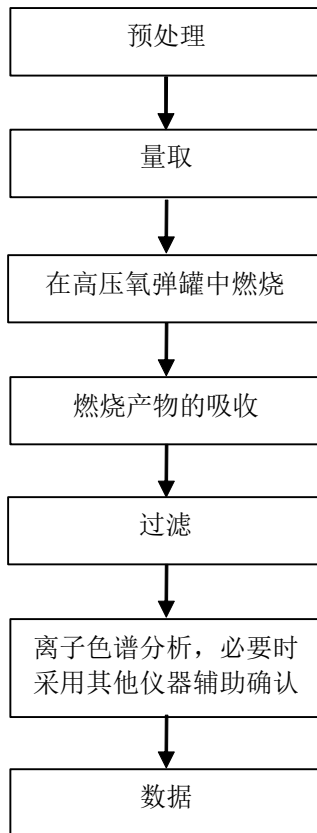 预处理
量取
在高压氧弹罐中燃烧
燃烧产物的吸收
过滤
离子色谱分析，必要时
采用其他仪器辅助确认
数据